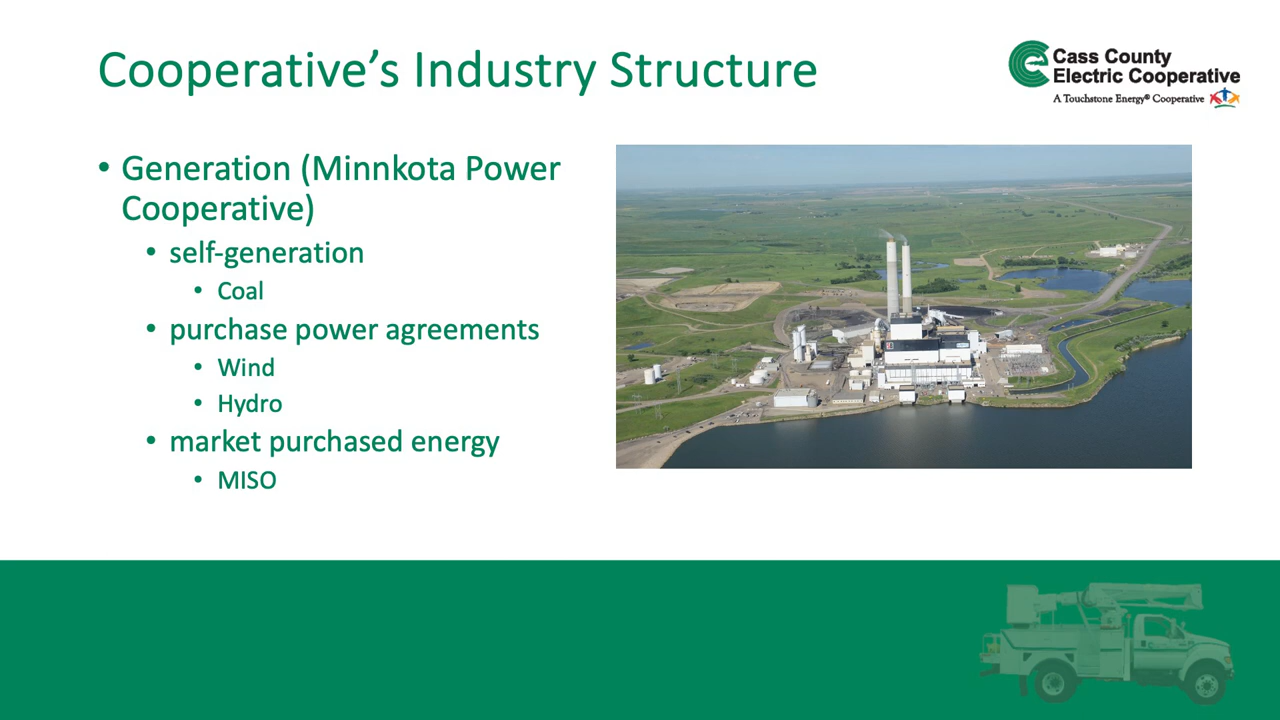 Cooperative’s Industry Structure
Cass County
Electric Cooperative
A Touchstone Energy® Cooperative
• Generation (Minnkota Power
Cooperative)
• self-generation
• Coal
• purchase power agreements
• Wind
• Hydro
• market purchased energy
• MISO